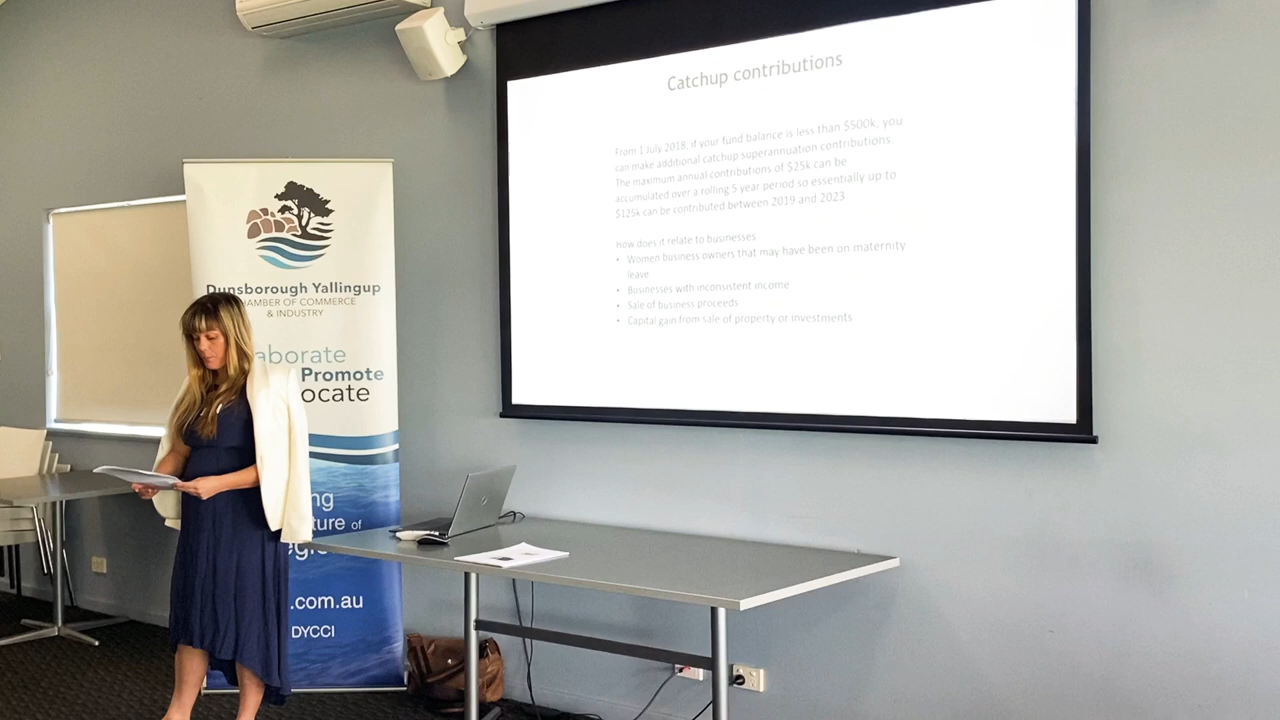 Catchup contributions
From 1 July 2018, if your fund balance is less than $500k, you
can make additional catchup superannuation contributions.
The maximum annual contributions of $25k can be
accumulated over a rolling 5 year period so essentially up to
$125k can be contributed between 2019 and 2023
How does it relate to businesses
• Women business owners that may have been on maternity
leave
• Businesses with inconsistent income
• Sale of business proceeds
• Capital gain from sale of property or investments
Dunsborough Yallingup
HAMBER OF COMMERCE
& INDUSTRY
aborate
Promote
ocate
ng
ture of
egio
.com.au
DYCCI